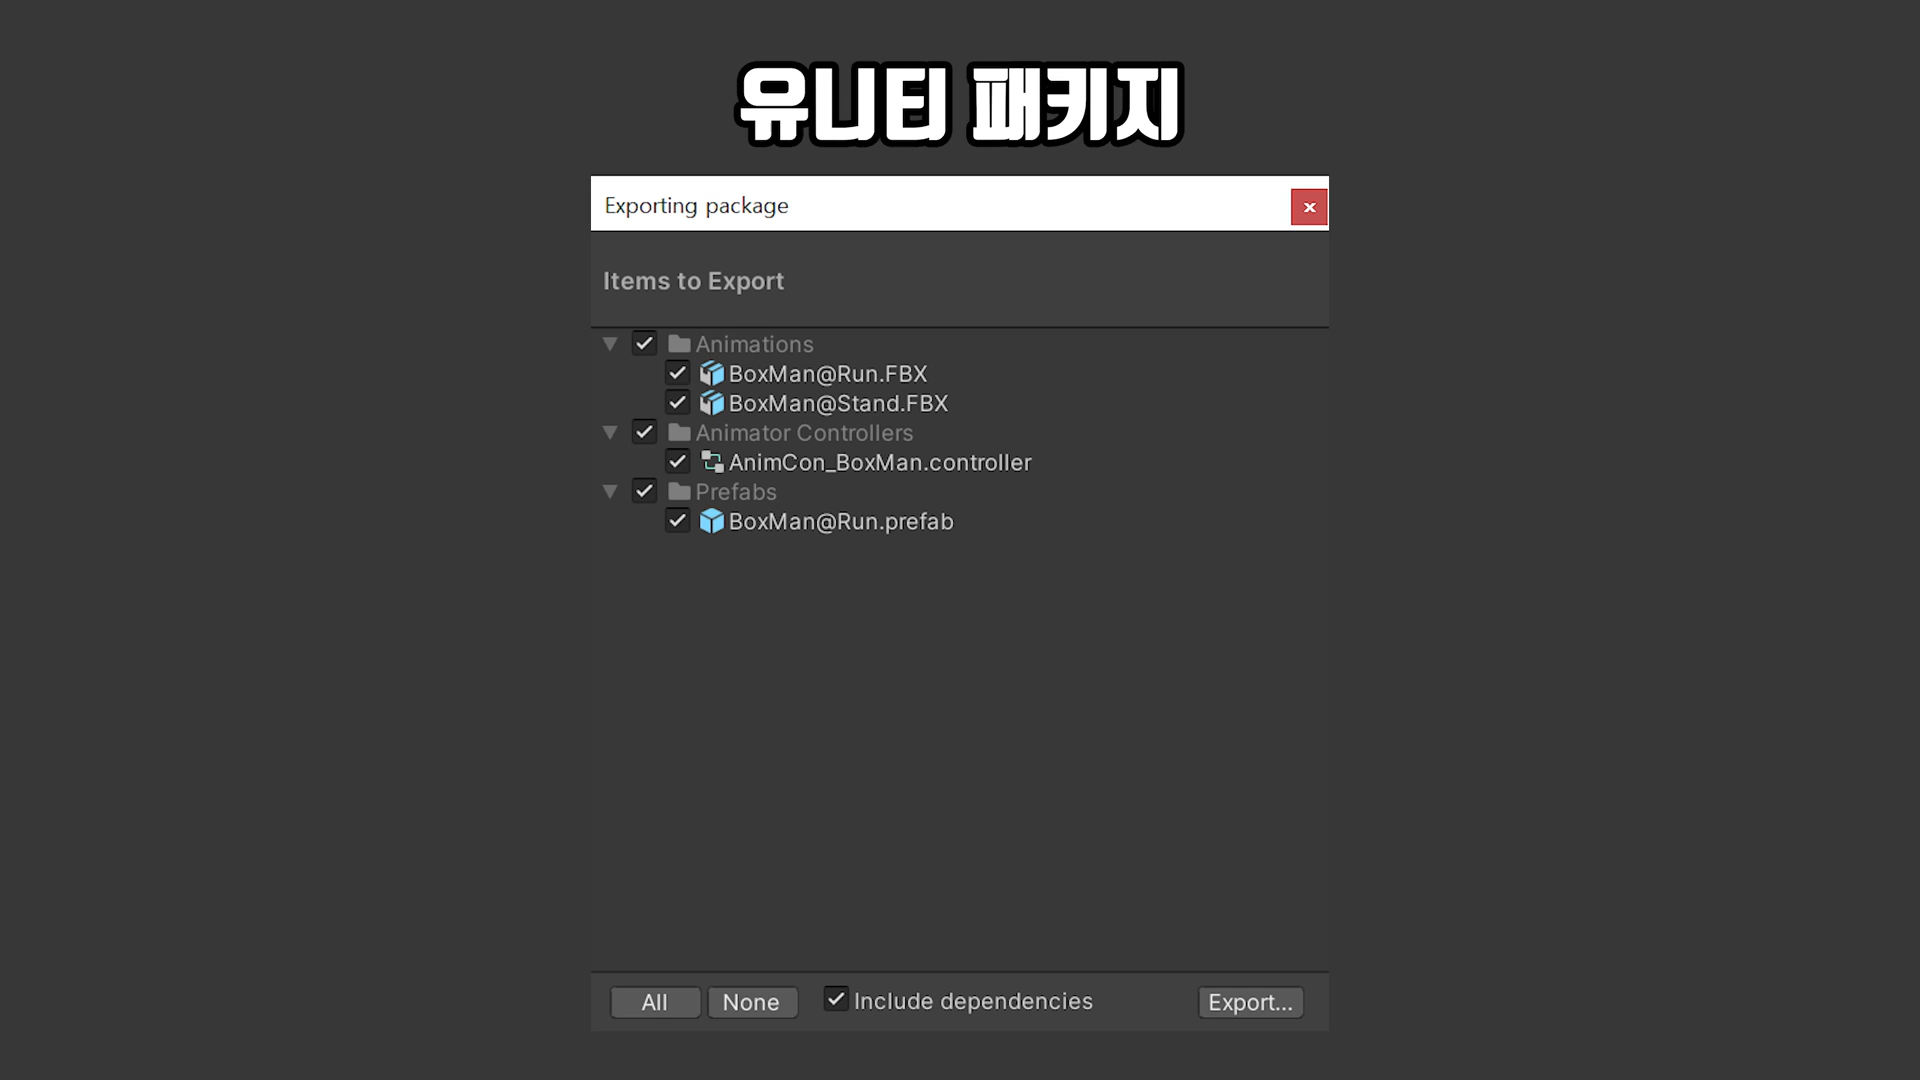 유니티 패키지
Exporting package
Items to Export
Animations
BoxMan@Run.FBX
BoxMan@Stand.FBX
Animator Controllers
AnimCon_BoxMan.controller
Prefabs
BoxMan@Run.prefab
All None Include dependencies Export...